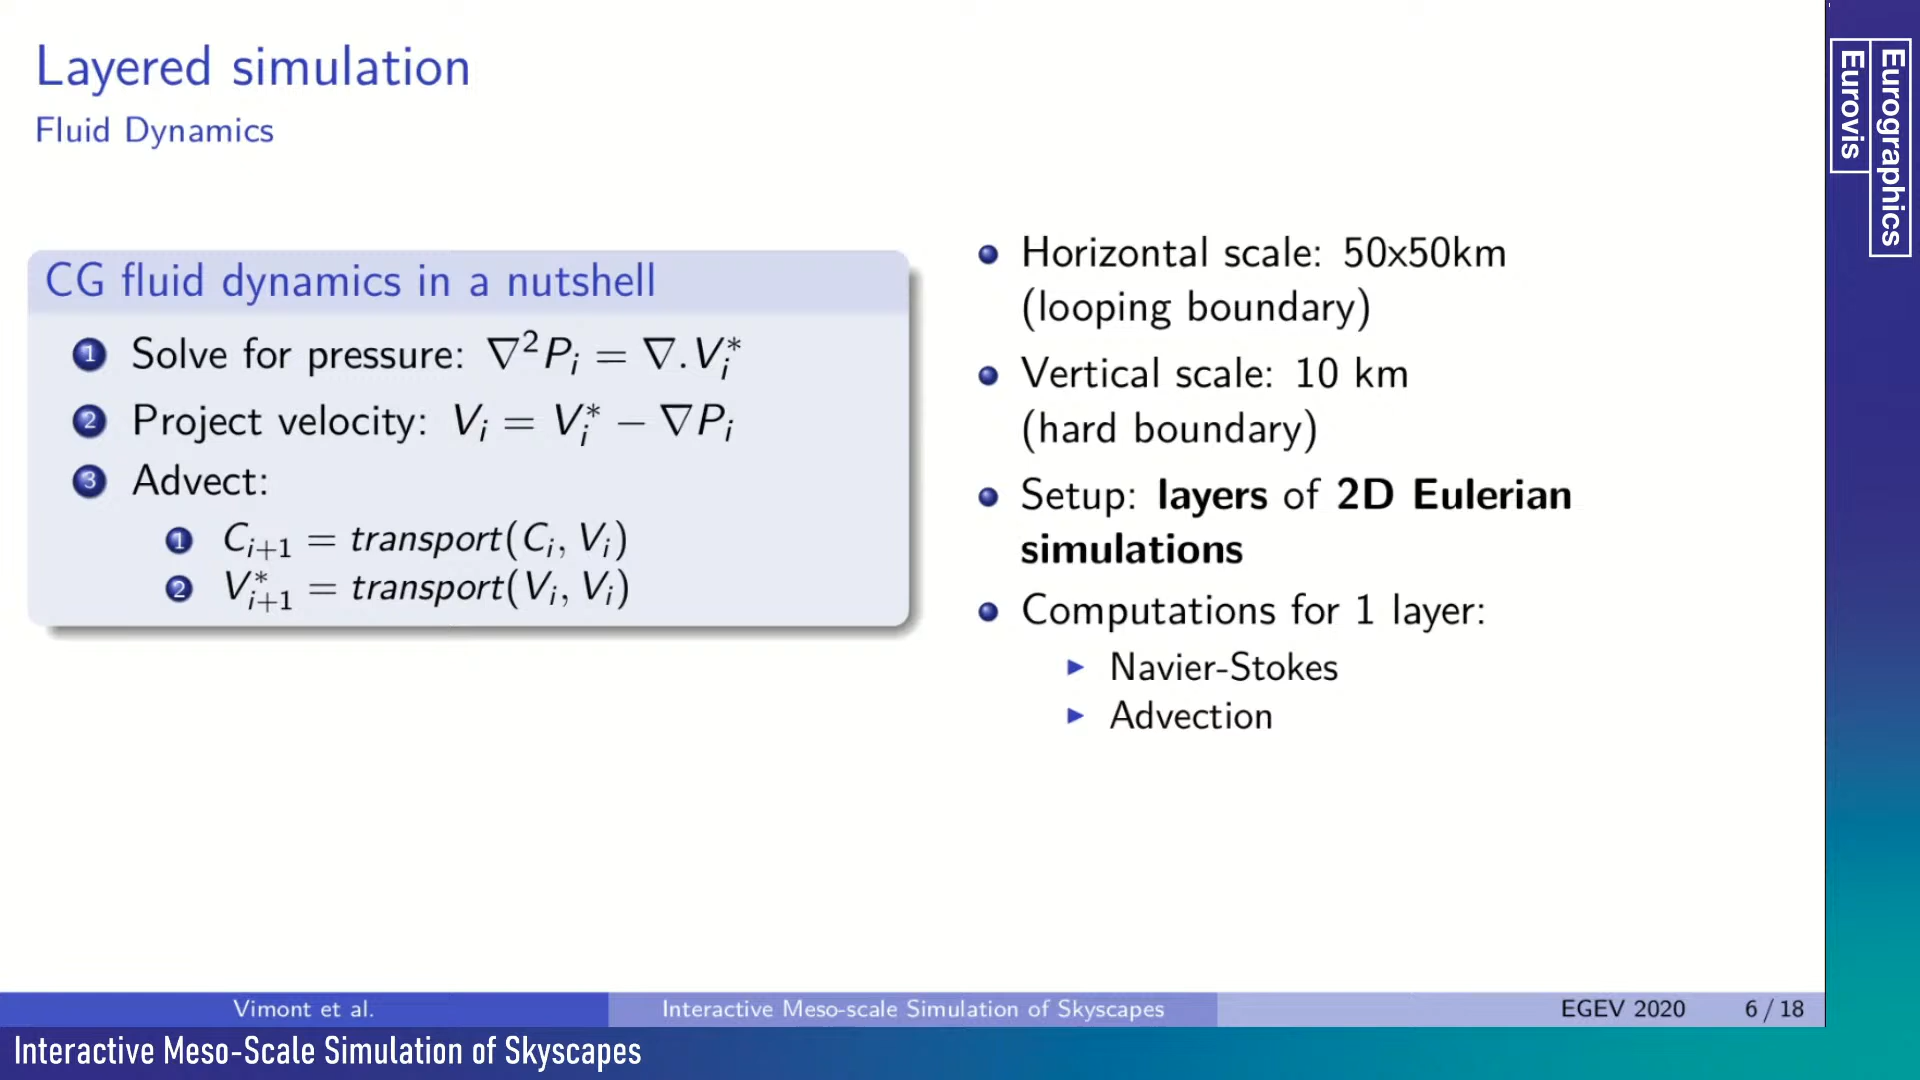 Layered simulation
Fluid Dynamics
CG fluid dynamics in a nutshell
1 Solve for pressure: ∇²Pᵢ = ∇.Vᵢ*
2 Project velocity: Vᵢ = Vᵢ* − ∇Pᵢ
3 Advect:
1 Cᵢ₊₁ = transport(Cᵢ, Vᵢ)
2 V*ᵢ₊₁ = transport(Vᵢ, Vᵢ)
Horizontal scale: 50x50km
(looping boundary)
Vertical scale: 10 km
(hard boundary)
Setup: layers of 2D Eulerian
simulations
Computations for 1 layer:
Navier-Stokes
Advection
Eurographics
Eurovis
Vimont et al.
Interactive Meso-scale Simulation of Skyscapes
EGEV 2020
6 / 18
Interactive Meso-Scale Simulation of Skyscapes